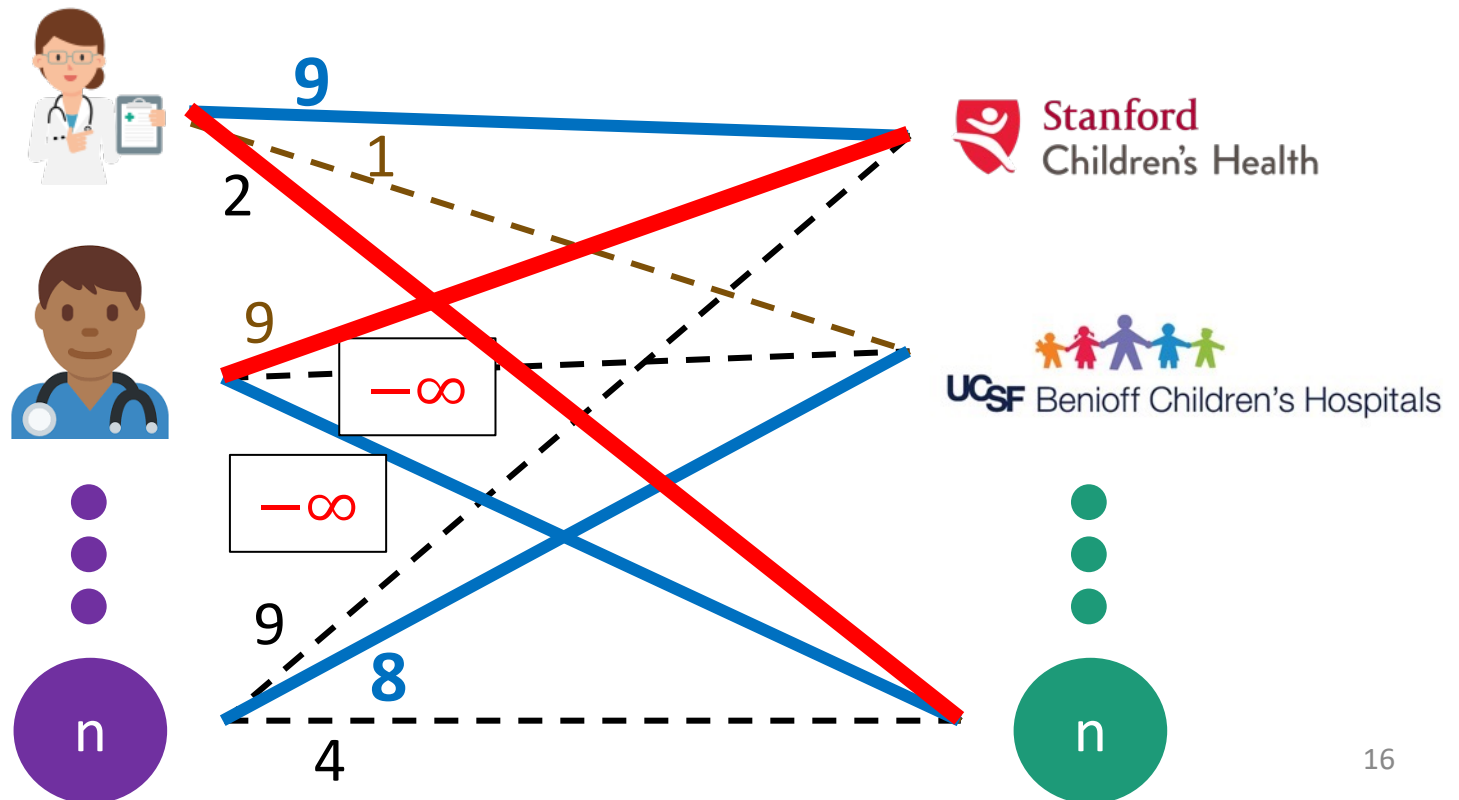 9
1
2
Stanford
Children's Health
9
−∞
UCSF Benioff Children's Hospitals
−∞
9
8
n
n
4
16